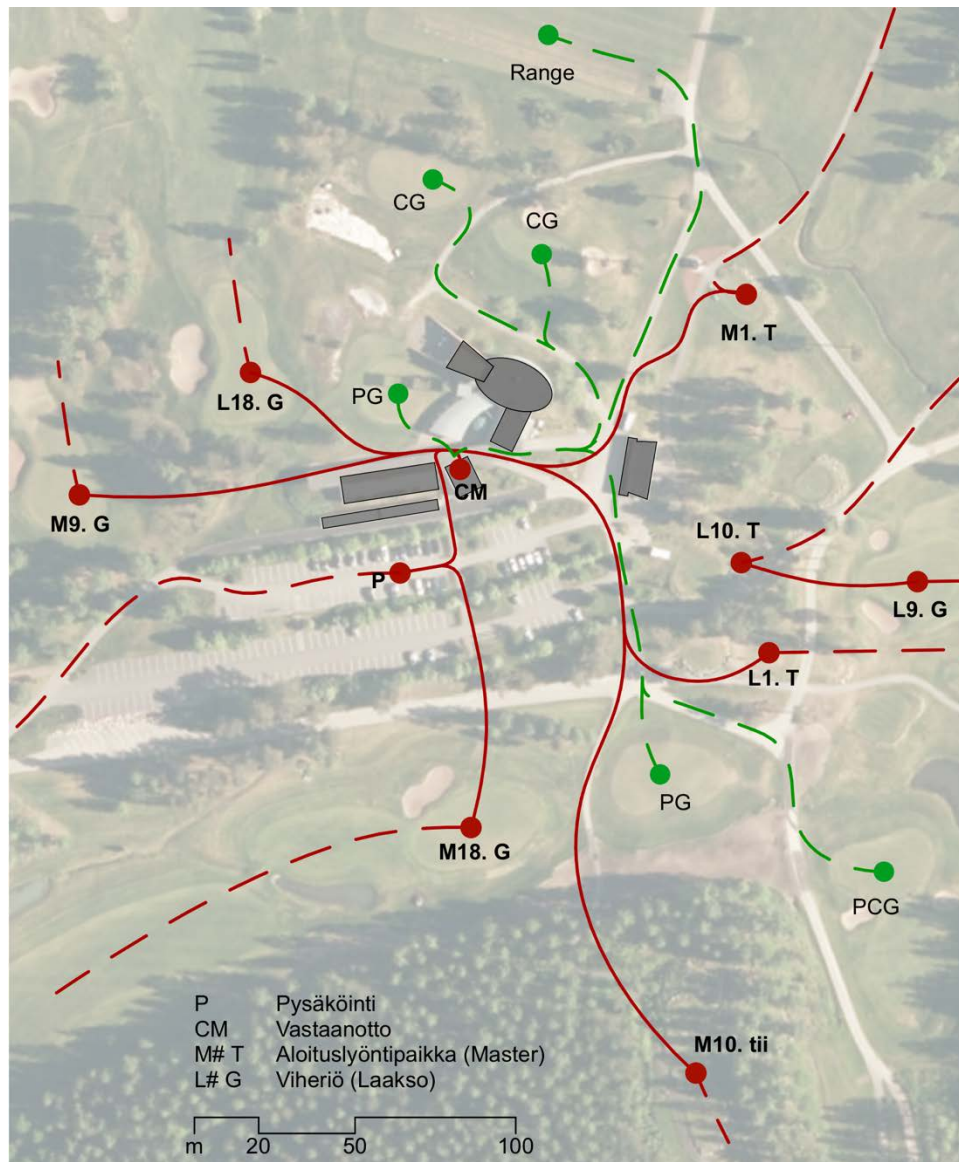 Range
CG
CG
M1. T
PG
L18. G
CM
M9. G
L10. T
P
L9. G
L1. T
PG
M18. G
PCG
M10. tii
P Pysäköinti
CM Vastaanotto
M# T Aloituslyöntipaikka (Master)
L# G Viheriö (Laakso)
m 20 50 100